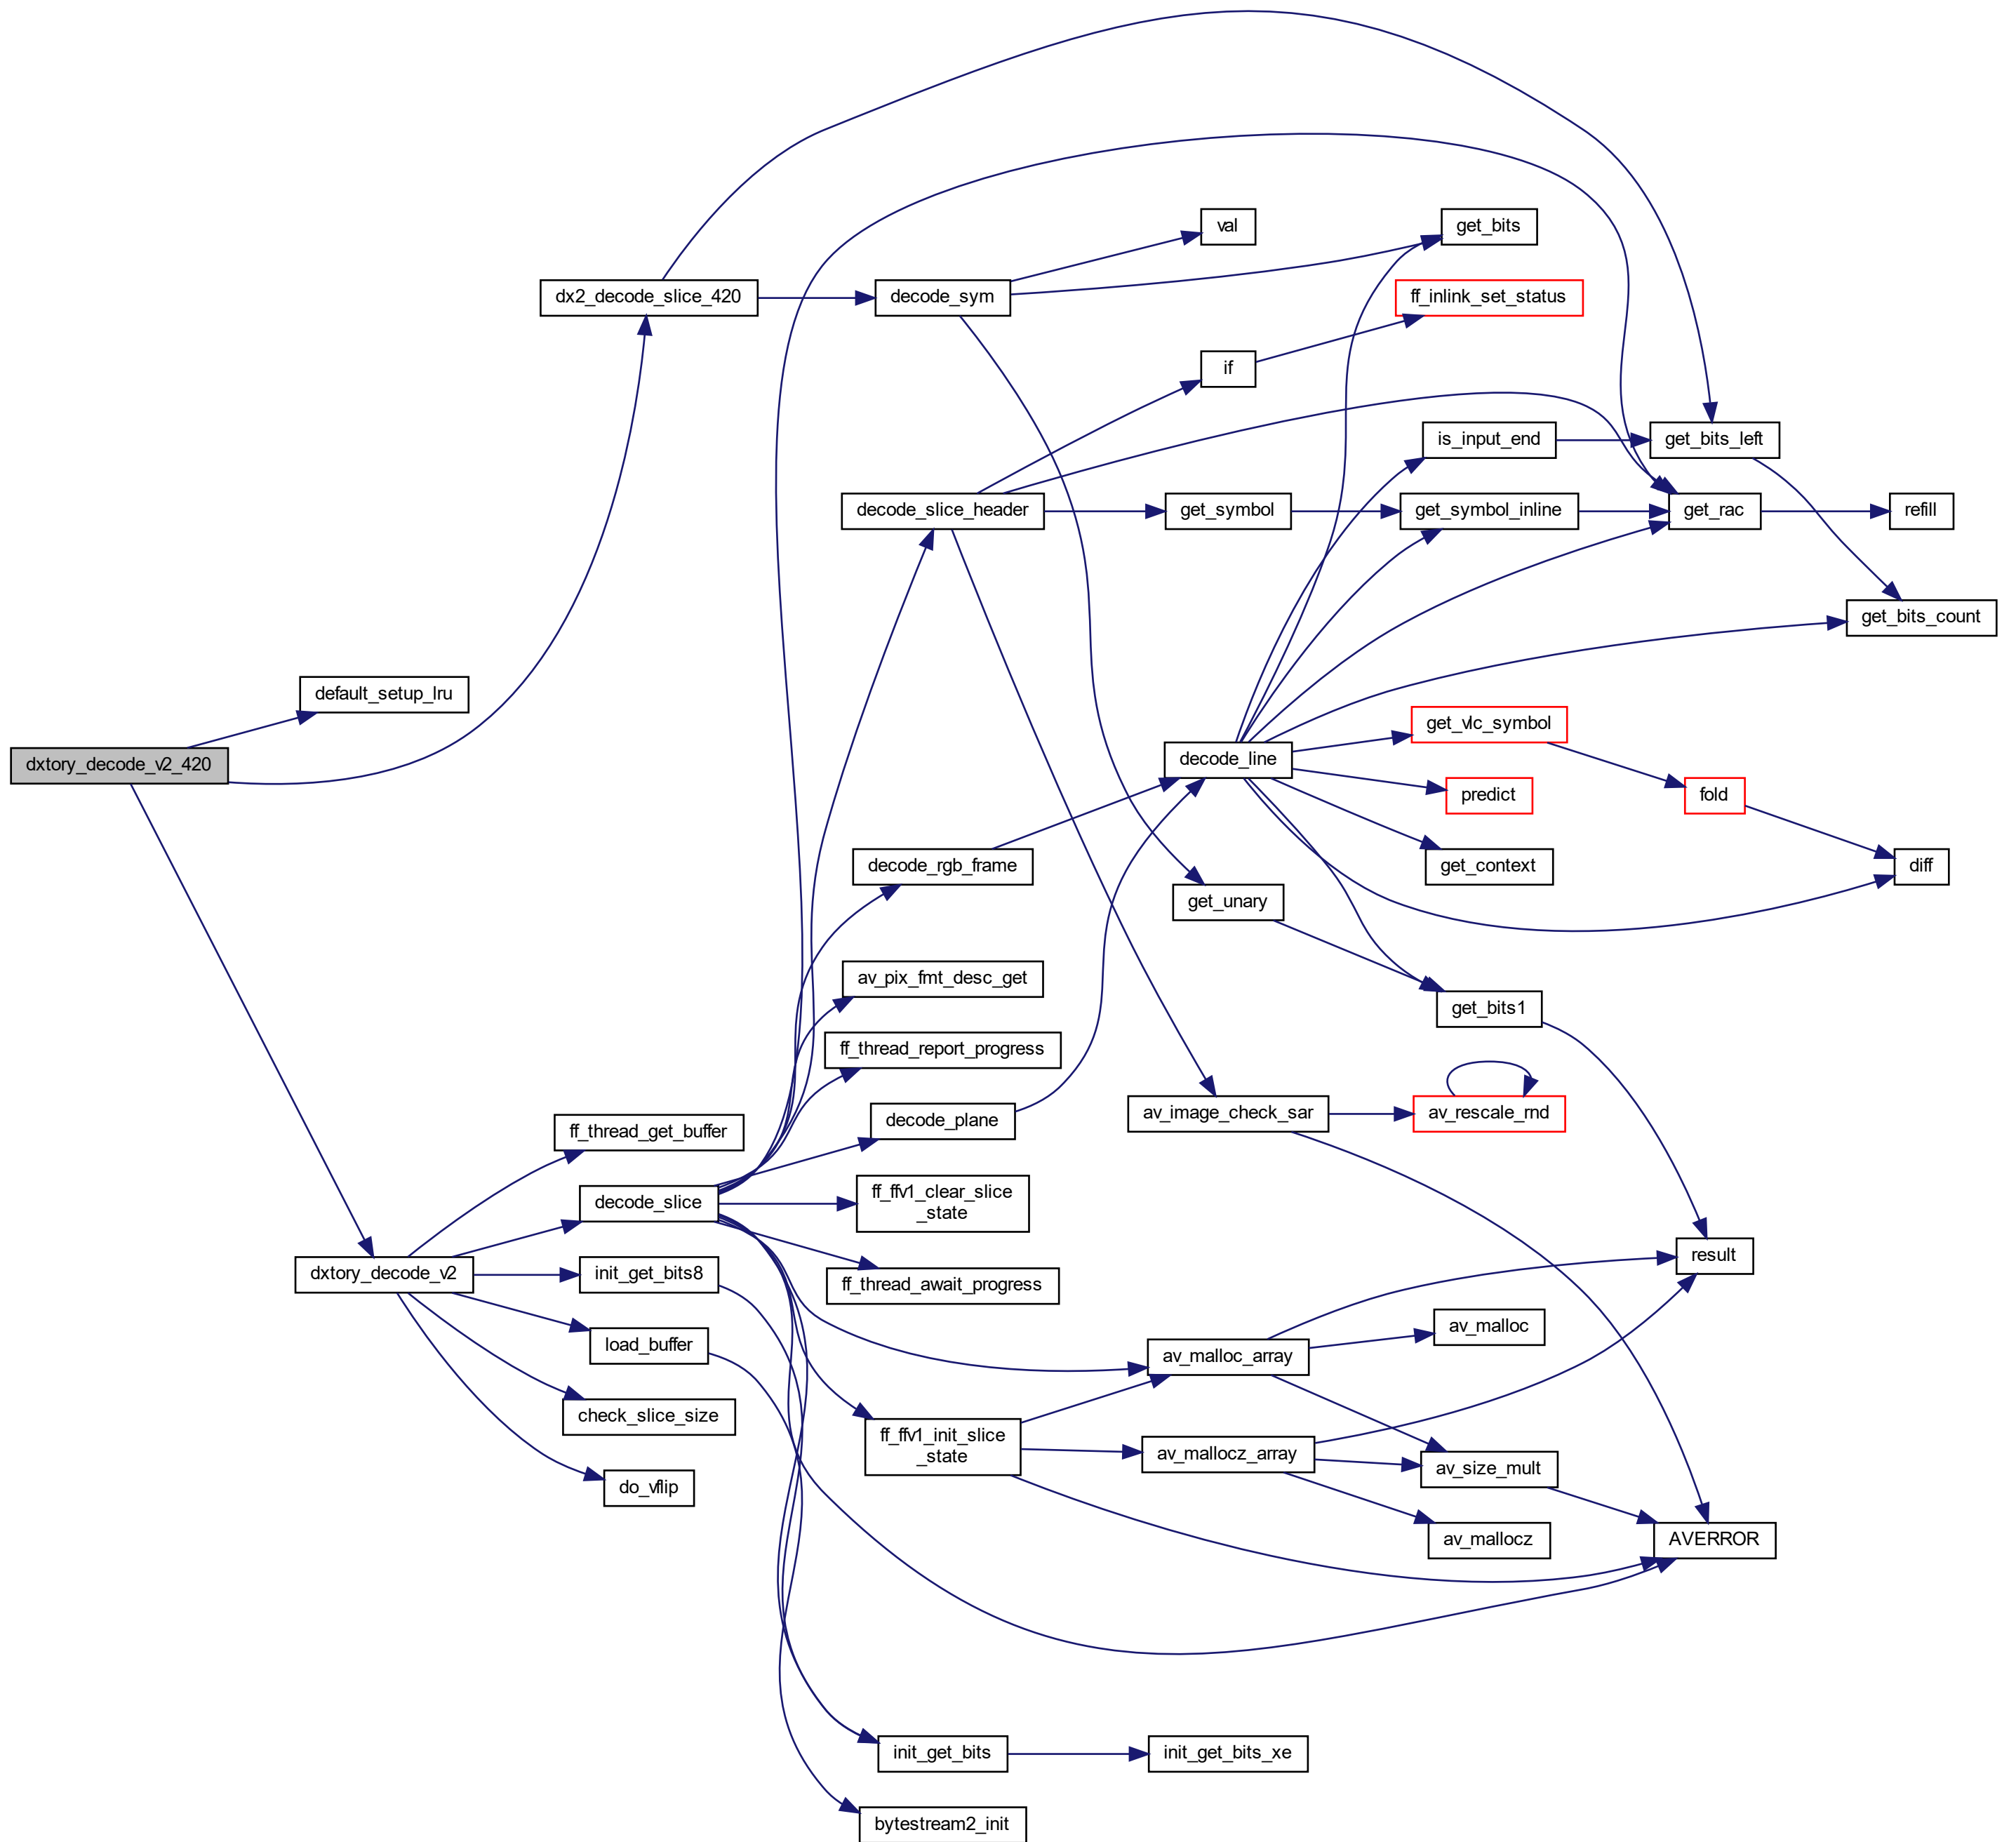 dxtory_decode_v2_420
default_setup_lru
dx2_decode_slice_420
decode_sym
val
get_bits
ff_inlink_set_status
if
is_input_end
get_bits_left
decode_slice_header
get_symbol
get_symbol_inline
get_rac
refill
get_bits_count
decode_line
get_vlc_symbol
predict
fold
get_context
diff
decode_rgb_frame
get_unary
av_pix_fmt_desc_get
get_bits1
ff_thread_report_progress
decode_plane
av_image_check_sar
av_rescale_rnd
ff_thread_get_buffer
decode_slice
ff_ffv1_clear_slice
_state
dxtory_decode_v2
init_get_bits8
ff_thread_await_progress
result
load_buffer
av_malloc_array
av_malloc
check_slice_size
ff_ffv1_init_slice
_state
av_mallocz_array
av_size_mult
do_vflip
av_mallocz
AVERROR
init_get_bits
init_get_bits_xe
bytestream2_init